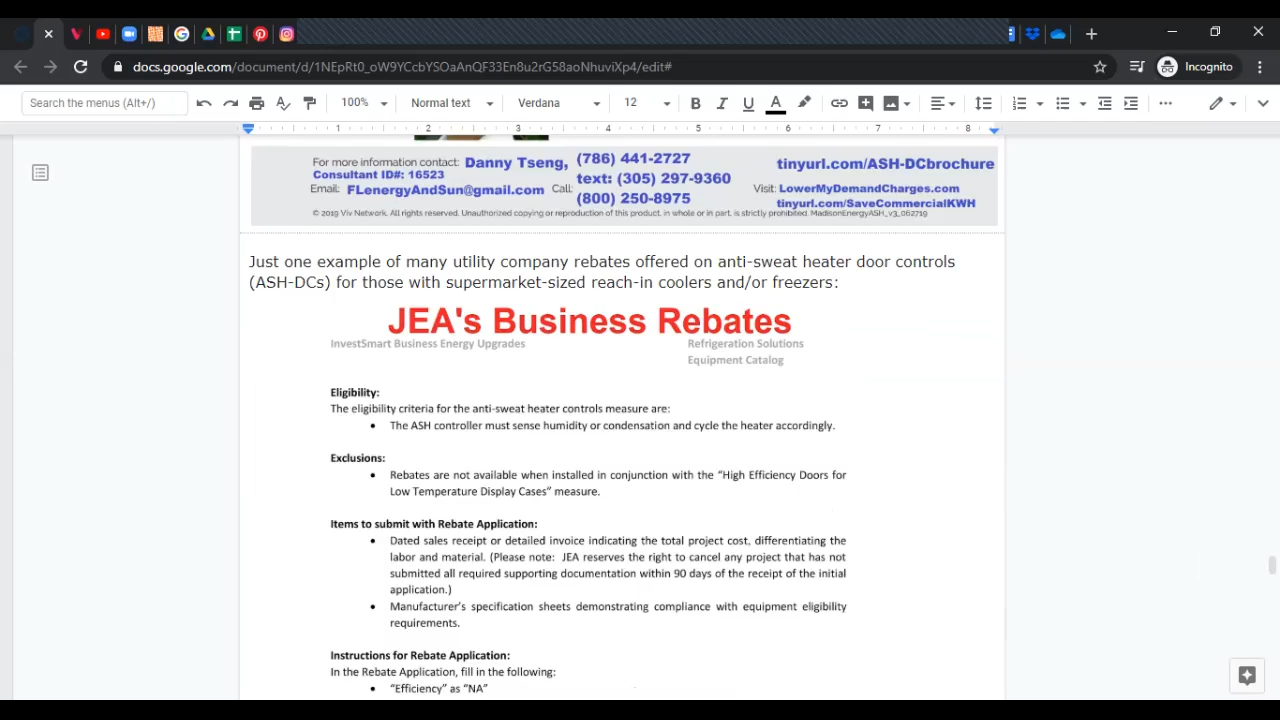 docs.google.com/document/d/1NEpRt0_oW9YCcbYSOaAnQF33En8u2rG58aoNhuviXp4/edit#
Incognito
Search the menus (Alt+/)
100%
Normal text
Verdana
12
B I U A
1 2 3 4 5 6 7 8
For more information contact: Danny Tseng, (786) 441-2727 tinyurl.com/ASH-DCbrochure
Consultant ID#: 16523 text: (305) 297-9360
Email: FLenergyAndSun@gmail.com Call: (800) 250-8975 Visit: LowerMyDemandCharges.com
tinyurl.com/SaveCommercialKWH
© 2019 Viv Network. All rights reserved. Unauthorized copying or reproduction of this product, in whole or in part, is strictly prohibited. MadisonEnergyASH_v3_062719
Just one example of many utility company rebates offered on anti-sweat heater door controls
(ASH-DCs) for those with supermarket-sized reach-in coolers and/or freezers:
JEA's Business Rebates
InvestSmart Business Energy Upgrades Refrigeration Solutions
Equipment Catalog
Eligibility:
The eligibility criteria for the anti-sweat heater controls measure are:
• The ASH controller must sense humidity or condensation and cycle the heater accordingly.
Exclusions:
• Rebates are not available when installed in conjunction with the “High Efficiency Doors for
Low Temperature Display Cases” measure.
Items to submit with Rebate Application:
• Dated sales receipt or detailed invoice indicating the total project cost, differentiating the
labor and material. (Please note: JEA reserves the right to cancel any project that has not
submitted all required supporting documentation within 90 days of the receipt of the initial
application.)
• Manufacturer’s specification sheets demonstrating compliance with equipment eligibility
requirements.
Instructions for Rebate Application:
In the Rebate Application, fill in the following:
• “Efficiency” as “NA”